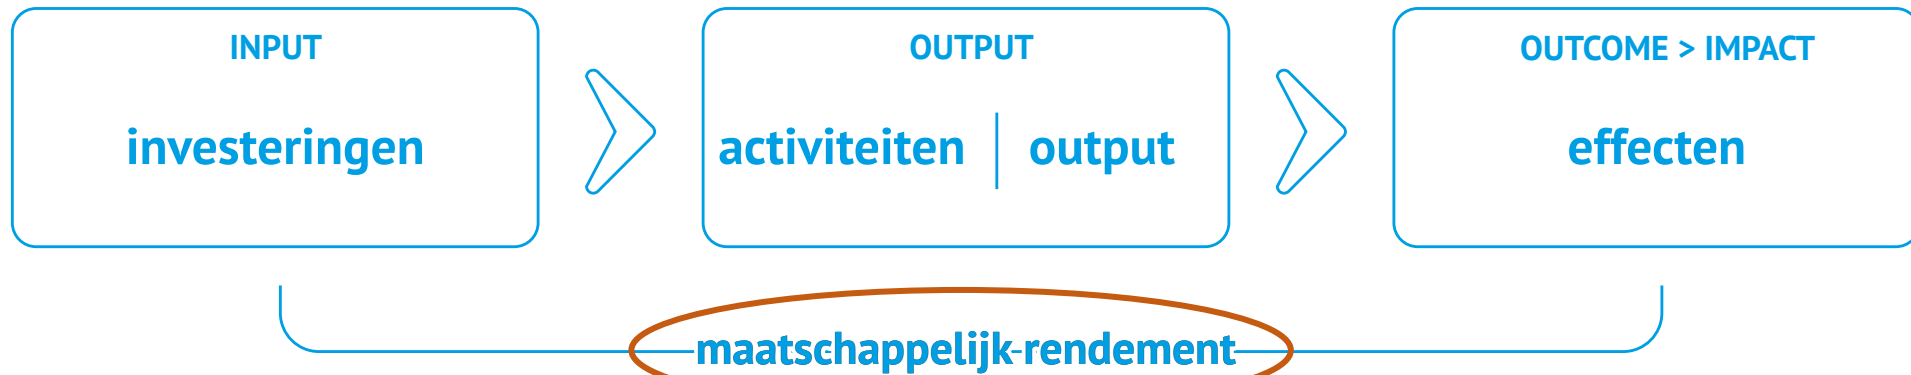 INPUT
investeringen
OUTPUT
activiteiten | output
OUTCOME > IMPACT
effecten
maatschappelijk rendement